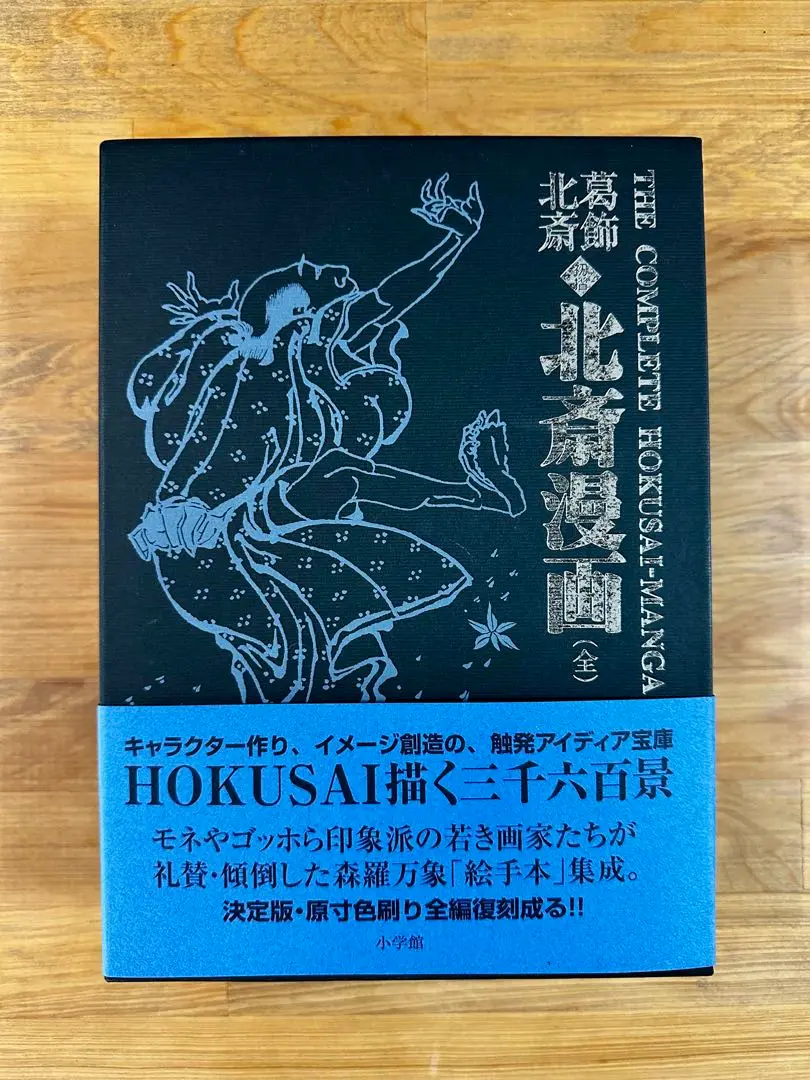 THE COMPLETE HOKUSAI-MANGA
葛飾
北斎
初摺
北斎漫画(全)
キャラクター作り、イメージ創造の、触発アイディア宝庫
HOKUSAI描く三千六百景
モネやゴッホら印象派の若き画家たちが
礼賛・傾倒した森羅万象「絵手本」集成。
決定版・原寸色刷り全編復刻成る!!
小学館